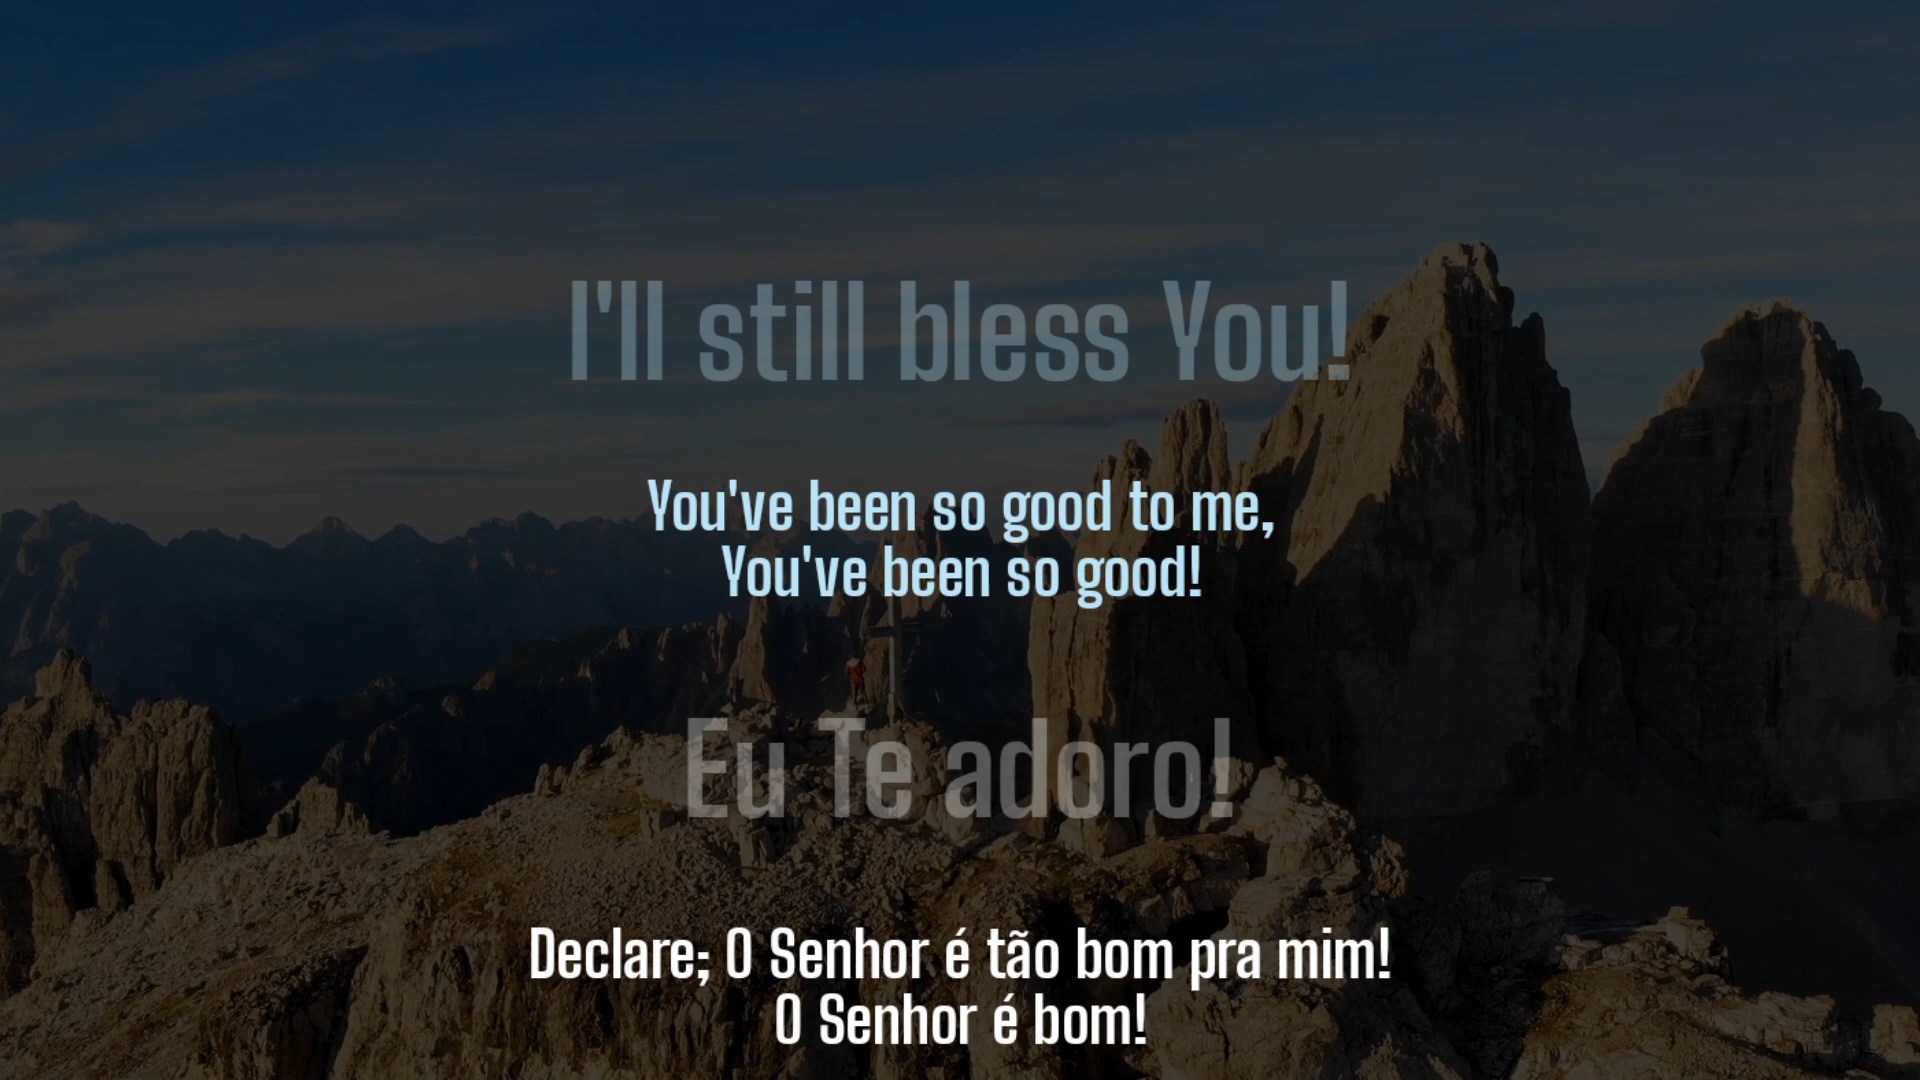 I'll still bless You!
You've been so good to me,
You've been so good!
Eu Te adoro!
Declare; O Senhor é tão bom pra mim!
O Senhor é bom!